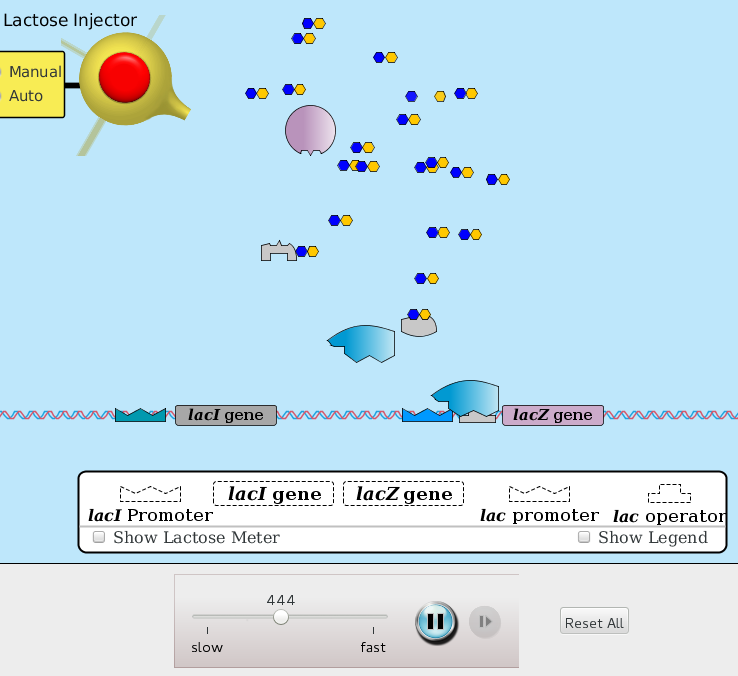 Lactose Injector
Manual
Auto
lacI gene
lacZ gene
lacI gene
lacZ gene
lacI Promoter
lac promoter
lac operator
Show Lactose Meter
Show Legend
444
slow
fast
Reset All